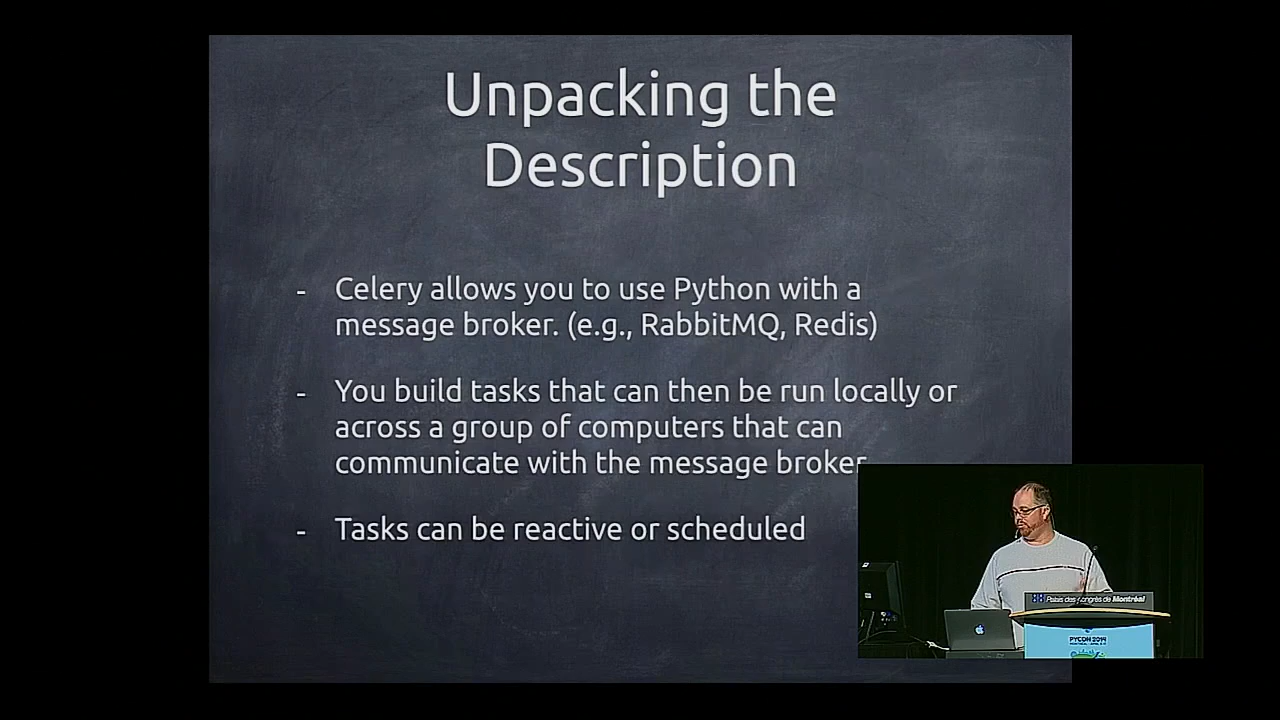 Unpacking the
Description
- Celery allows you to use Python with a
message broker. (e.g., RabbitMQ, Redis)
- You build tasks that can then be run locally or
across a group of computers that can
communicate with the message broker
- Tasks can be reactive or scheduled
Palais des congrès de Montréal
PYCON 2014